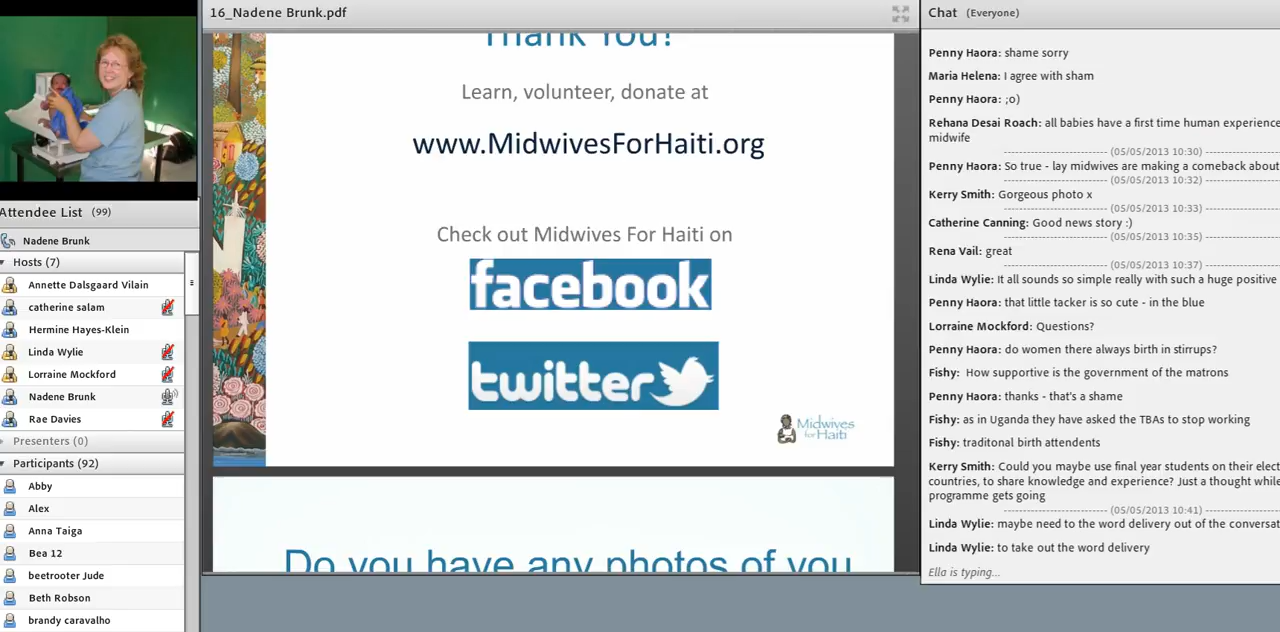 16_Nadene Brunk.pdf
Thank You!
Learn, volunteer, donate at
www.MidwivesForHaiti.org
Check out Midwives For Haiti on
facebook
twitter
Midwives
for Haiti
Do you have any photos of you
Attendee List (99)
Nadene Brunk
Hosts (7)
Annette Dalsgaard Vilain
catherine salam
Hermine Hayes-Klein
Linda Wylie
Lorraine Mockford
Nadene Brunk
Rae Davies
Presenters (0)
Participants (92)
Abby
Alex
Anna Taiga
Bea 12
beetrooter Jude
Beth Robson
brandy caravalho
Chat (Everyone)
Penny Haora: shame sorry
Maria Helena: I agree with sham
Penny Haora: ;o)
Rehana Desai Roach: all babies have a first time human experience
midwife
(05/05/2013 10:30)
Penny Haora: So true - lay midwives are making a comeback about
(05/05/2013 10:32)
Kerry Smith: Gorgeous photo x
(05/05/2013 10:33)
Catherine Canning: Good news story :)
(05/05/2013 10:35)
Rena Vail: great
(05/05/2013 10:37)
Linda Wylie: It all sounds so simple really with such a huge positive
Penny Haora: that little tacker is so cute - in the blue
Lorraine Mockford: Questions?
Penny Haora: do women there always birth in stirrups?
Fishy: How supportive is the government of the matrons
Penny Haora: thanks - that's a shame
Fishy: as in Uganda they have asked the TBAs to stop working
Fishy: traditonal birth attendents
Kerry Smith: Could you maybe use final year students on their elect
countries, to share knowledge and experience? Just a thought while
programme gets going
(05/05/2013 10:41)
Linda Wylie: maybe need to the word delivery out of the conversat
Linda Wylie: to take out the word delivery
Ella is typing...